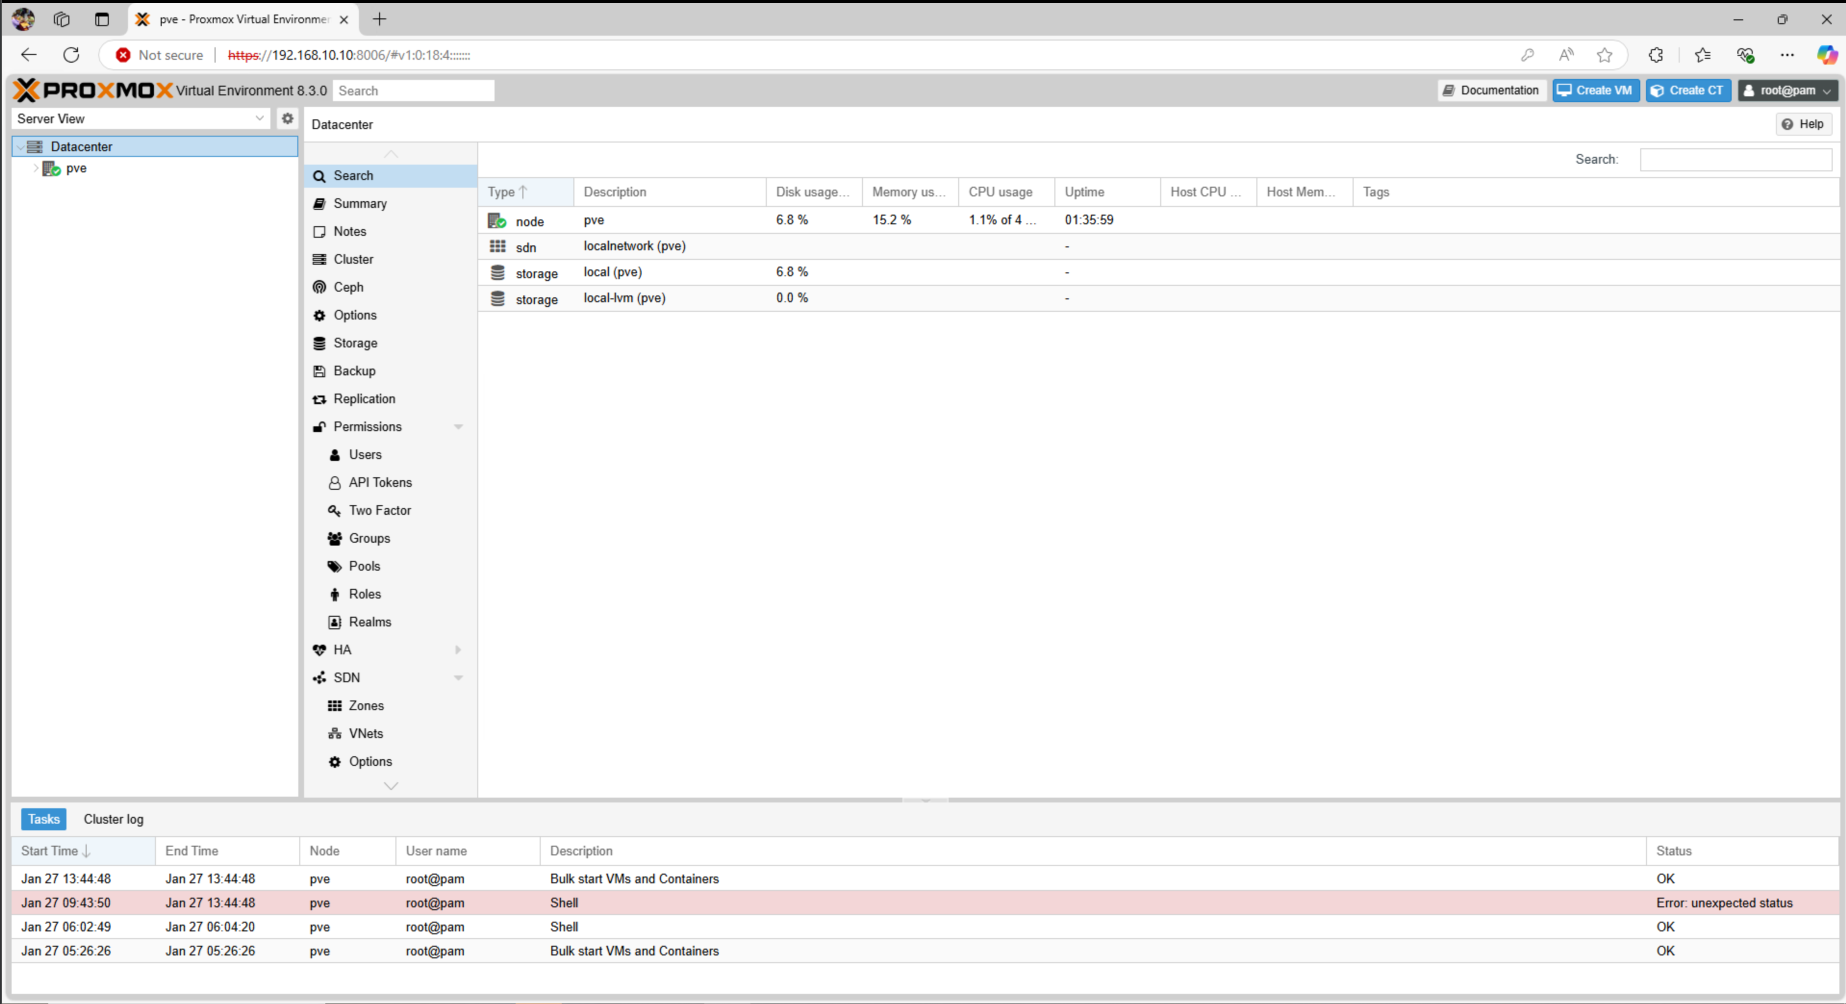 pve - Proxmox Virtual Environmen
Not secure https://192.168.10.10:8006/#v1:0:18:4:::::::
PROXMOX Virtual Environment 8.3.0 Search Documentation Create VM Create CT root@pam
Server View
Datacenter
pve
Datacenter Help
Search
Summary
Notes
Cluster
Ceph
Options
Storage
Backup
Replication
Permissions
Users
API Tokens
Two Factor
Groups
Pools
Roles
Realms
HA
SDN
Zones
VNets
Options
Search:
Type Description Disk usage... Memory us... CPU usage Uptime Host CPU ... Host Mem... Tags
node pve 6.8 % 15.2 % 1.1% of 4 ... 01:35:59
sdn localnetwork (pve) -
storage local (pve) 6.8 % -
storage local-lvm (pve) 0.0 % -
Tasks Cluster log
Start Time End Time Node User name Description Status
Jan 27 13:44:48 Jan 27 13:44:48 pve root@pam Bulk start VMs and Containers OK
Jan 27 09:43:50 Jan 27 13:44:48 pve root@pam Shell Error: unexpected status
Jan 27 06:02:49 Jan 27 06:04:20 pve root@pam Shell OK
Jan 27 05:26:26 Jan 27 05:26:26 pve root@pam Bulk start VMs and Containers OK